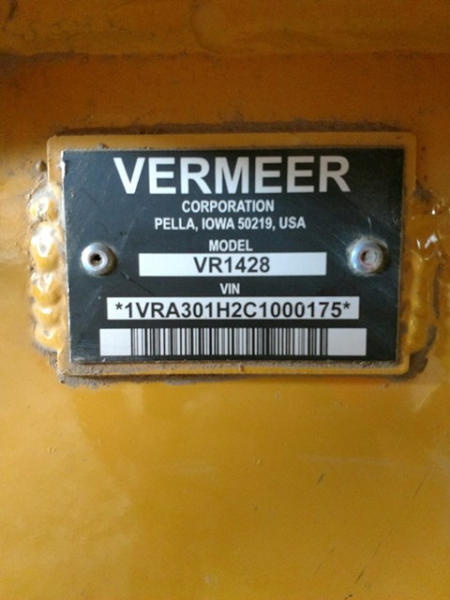 VERMEER
CORPORATION
PELLA, IOWA 50219, USA
MODEL
VR1428
VIN
*1VRA301H2C1000175*